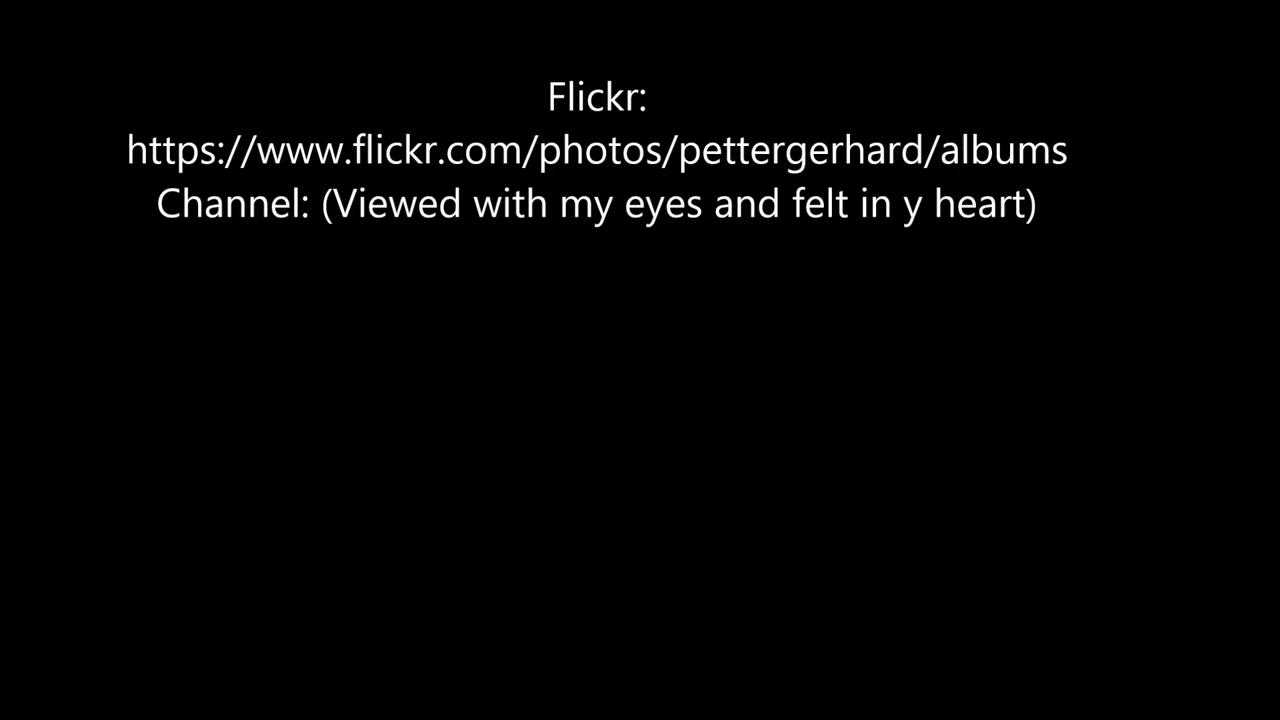 Flickr:
https://www.flickr.com/photos/pettergerhard/albums
Channel: (Viewed with my eyes and felt in y heart)